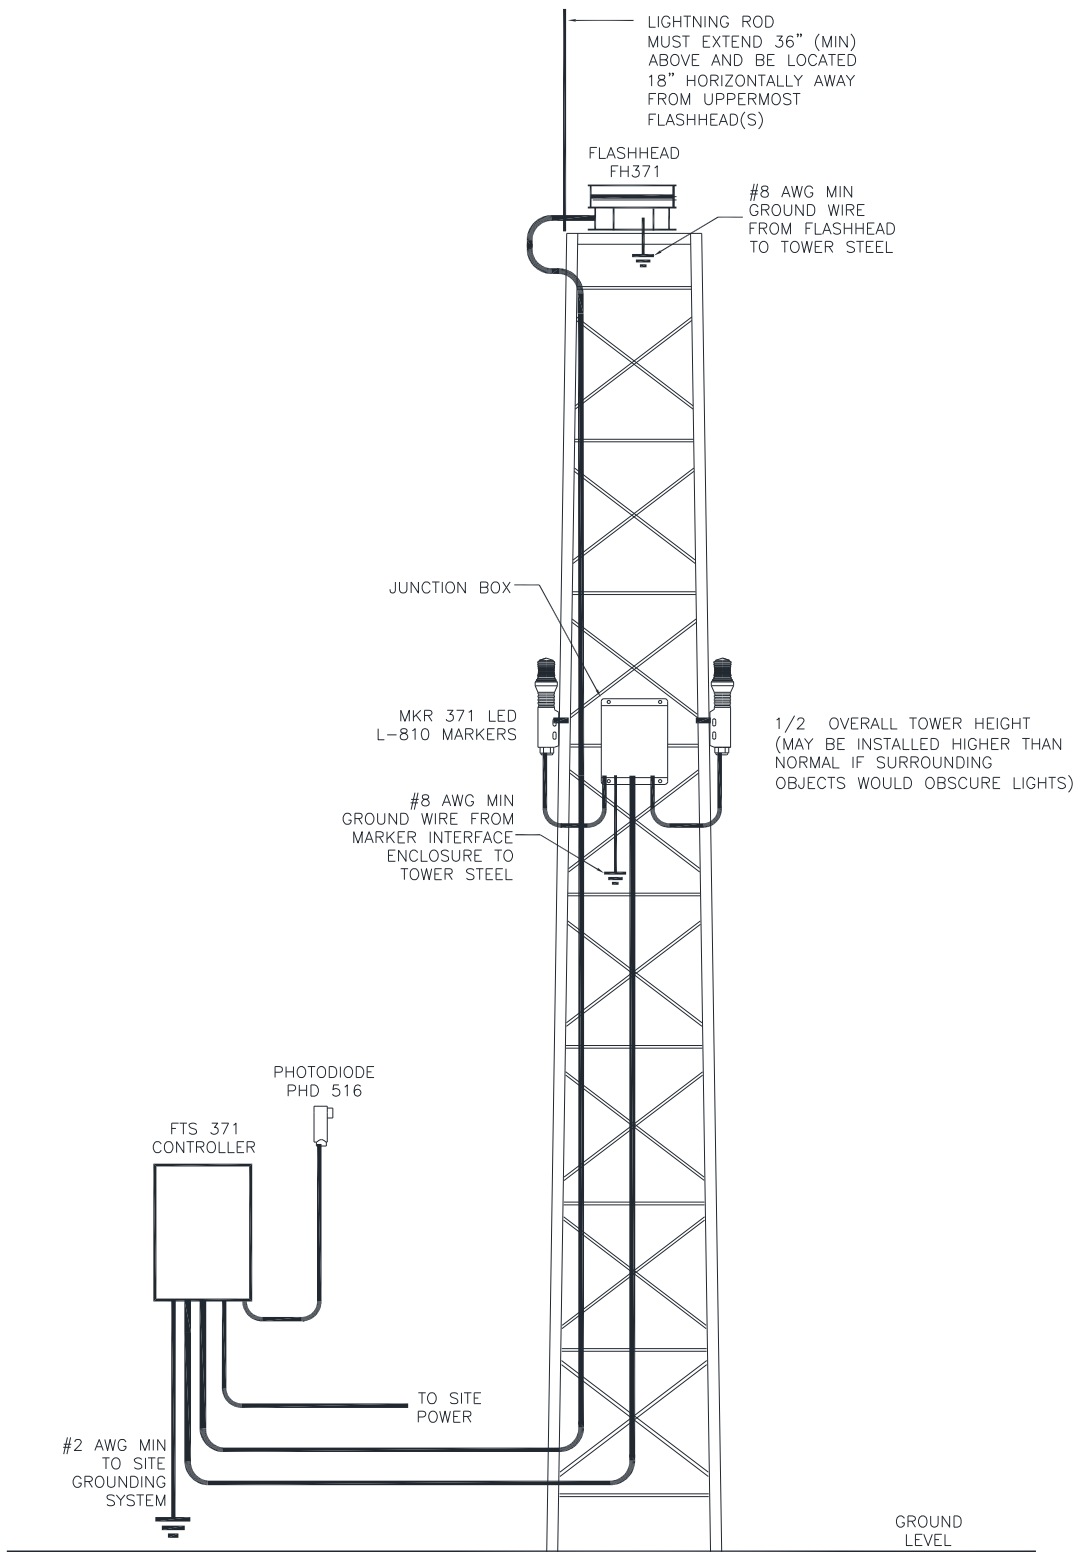 LIGHTNING ROD
MUST EXTEND 36" (MIN)
ABOVE AND BE LOCATED
18" HORIZONTALLY AWAY
FROM UPPERMOST
FLASHHEAD(S)
FLASHHEAD
FH371
#8 AWG MIN
GROUND WIRE
FROM FLASHHEAD
TO TOWER STEEL
JUNCTION BOX
MKR 371 LED
L-810 MARKERS
1/2 OVERALL TOWER HEIGHT
(MAY BE INSTALLED HIGHER THAN
NORMAL IF SURROUNDING
OBJECTS WOULD OBSCURE LIGHTS)
#8 AWG MIN
GROUND WIRE FROM
MARKER INTERFACE
ENCLOSURE TO
TOWER STEEL
PHOTODIODE
PHD 516
FTS 371
CONTROLLER
TO SITE
POWER
#2 AWG MIN
TO SITE
GROUNDING
SYSTEM
GROUND
LEVEL